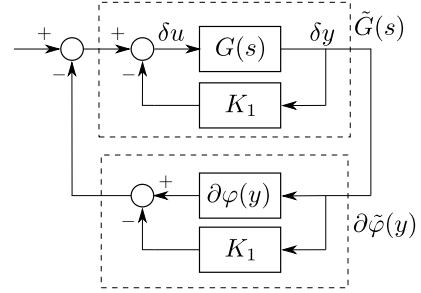 + + δu G(s) δy G̃(s)
− −
K₁
+ ∂φ(y)
∂φ̃(y)
− K₁